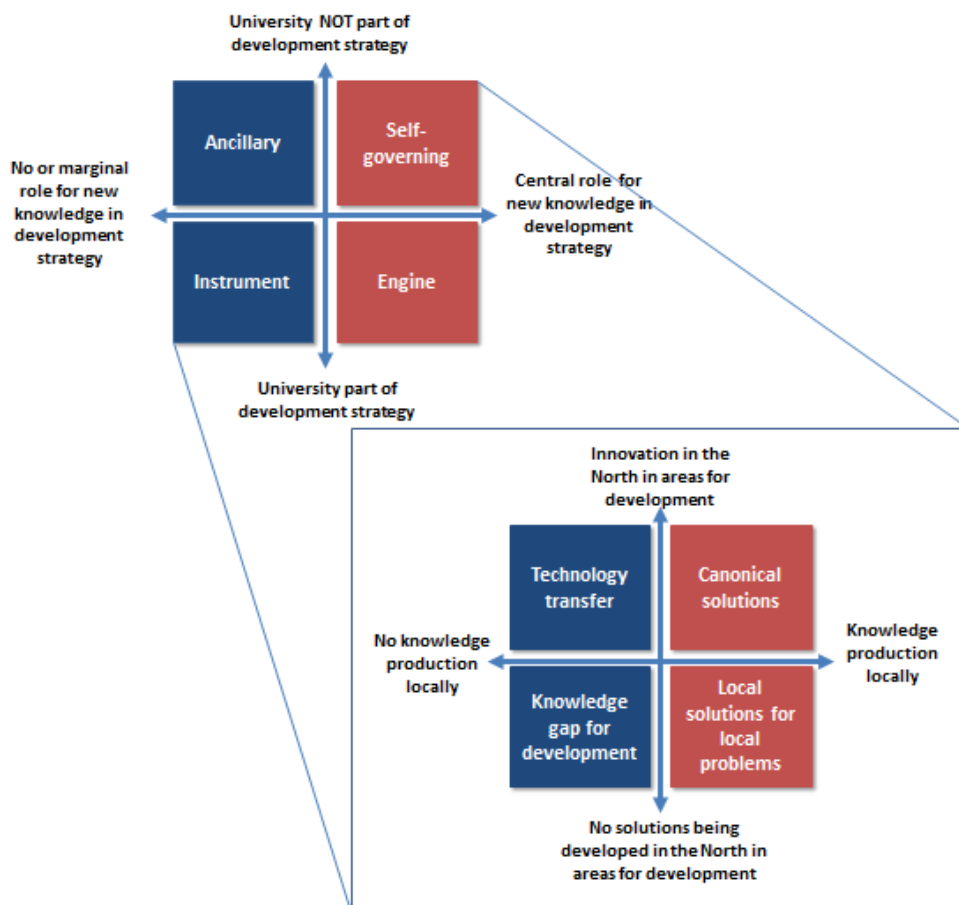 University NOT part of
development strategy
Ancillary
Self-
governing
No or marginal
role for new
knowledge in
development
strategy
Central role for
new knowledge in
development
strategy
Instrument
Engine
University part of
development strategy
Innovation in the
North in areas for
development
Technology
transfer
Canonical
solutions
No knowledge
production
locally
Knowledge
production
locally
Knowledge
gap for
development
Local
solutions for
local
problems
No solutions being
developed in the North in
areas for development